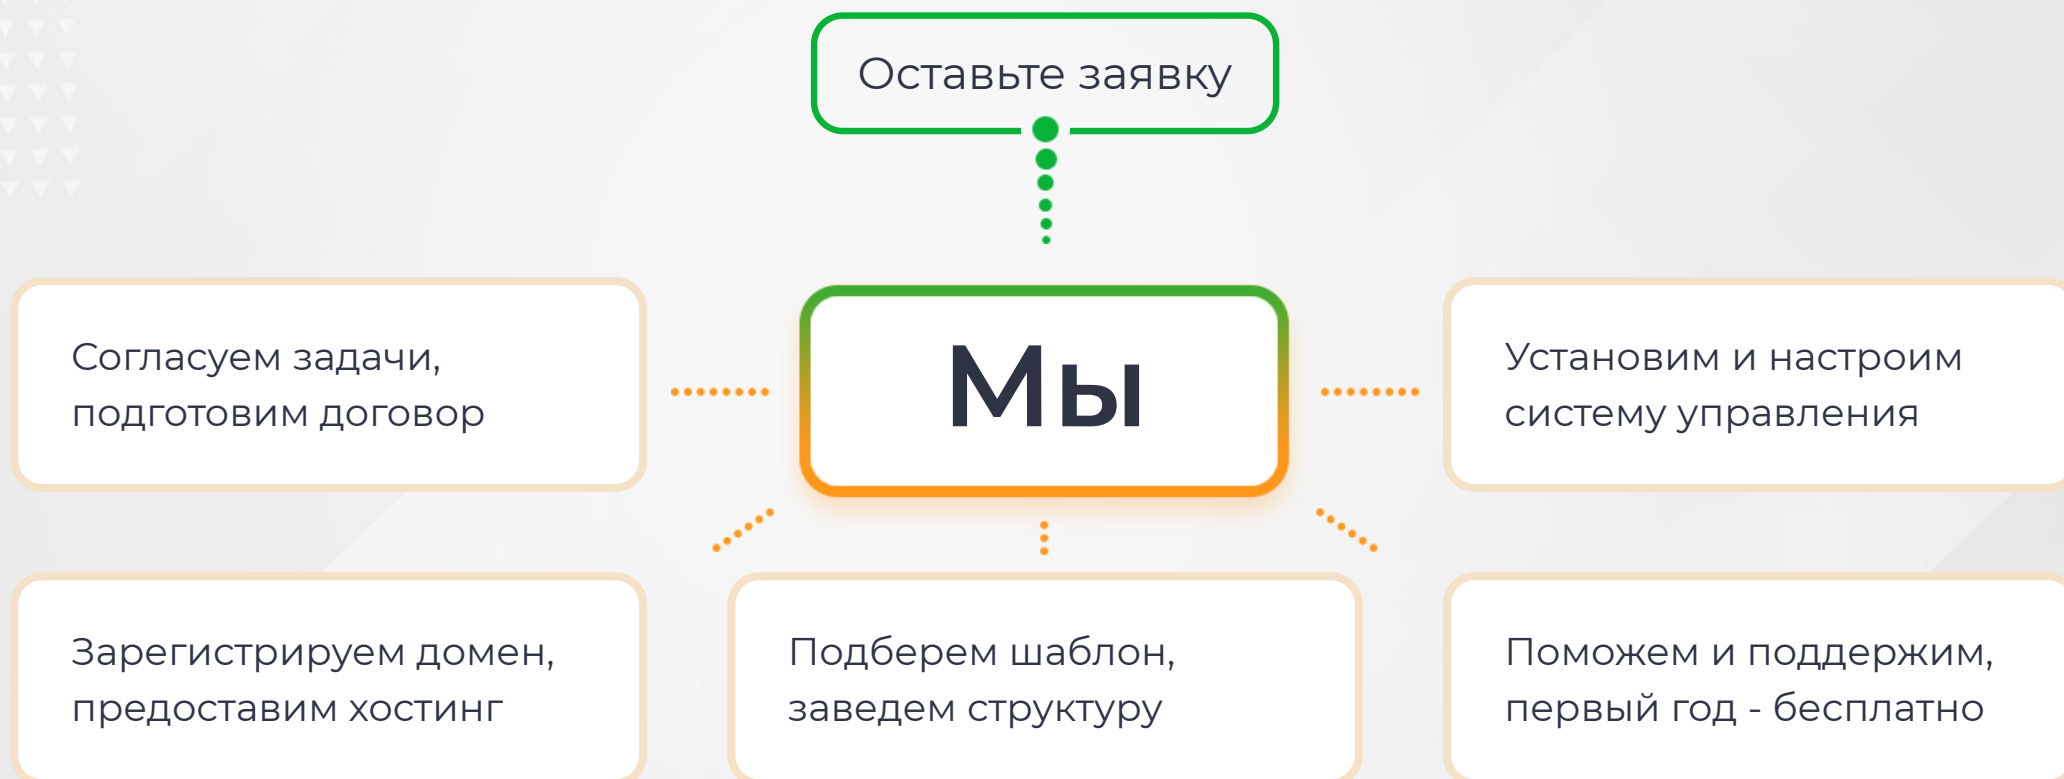 Оставьте заявку
Согласуем задачи,
подготовим договор
Мы
Установим и настроим
систему управления
Зарегистрируем домен,
предоставим хостинг
Подберем шаблон,
заведем структуру
Поможем и поддержим,
первый год - бесплатно